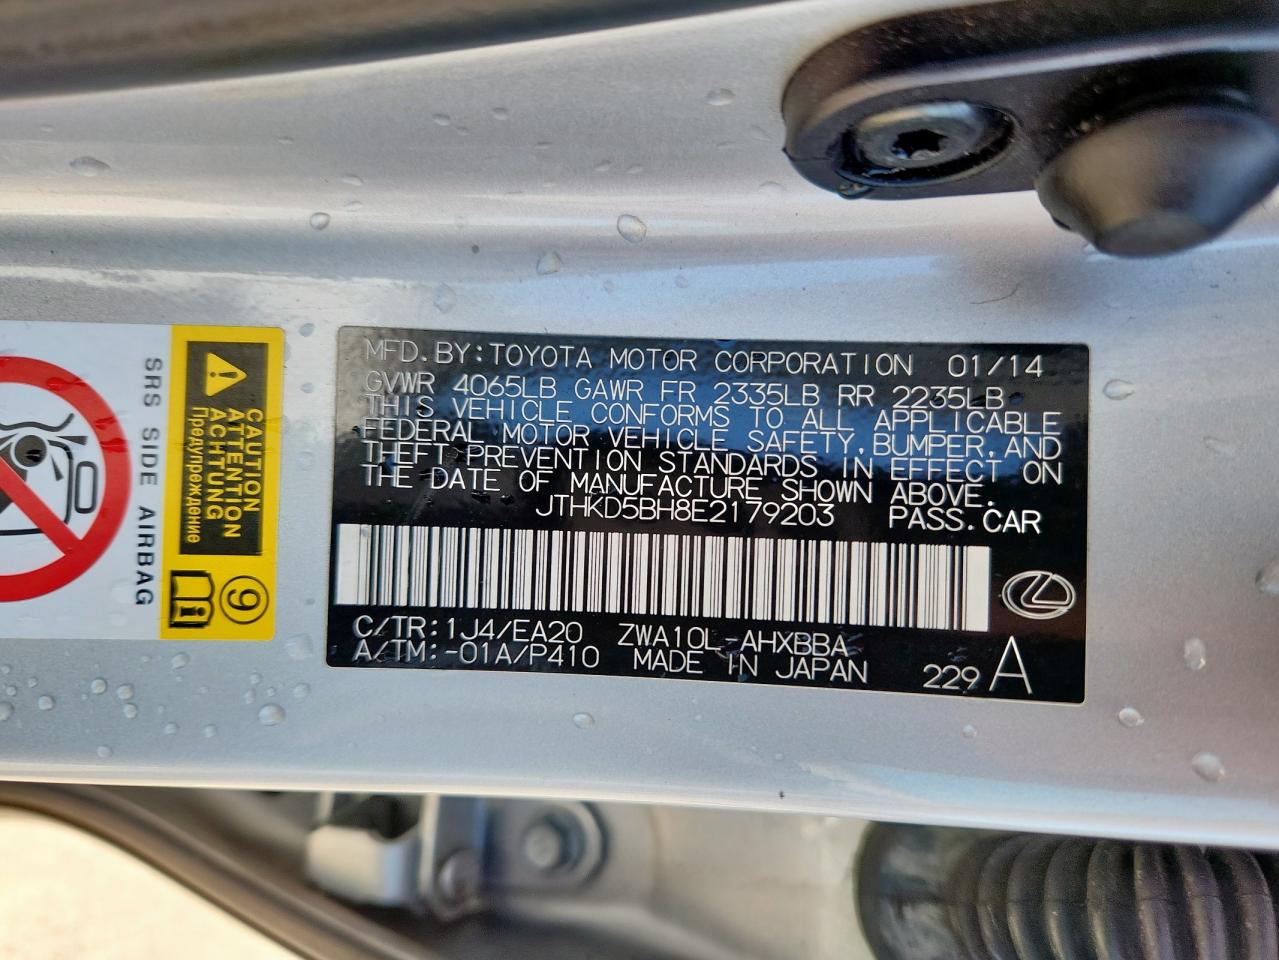 MFD. BY: TOYOTA MOTOR CORPORATION 01/14
GVWR 4065LB GAWR FR 2335LB RR 2235LB
THIS VEHICLE CONFORMS TO ALL APPLICABLE
FEDERAL MOTOR VEHICLE SAFETY, BUMPER, AND
THEFT PREVENTION STANDARDS IN EFFECT ON
THE DATE OF MANUFACTURE SHOWN ABOVE.
JTHKD5BH8E2179203 PASS. CAR
C/TR: 1J4/EA20 ZWA10L-AHXBBA
A/TM: -01A/P410 MADE IN JAPAN 229 A
CAUTION
ATTENTION
ACHTUNG
Предупреждение
9
SRS SIDE AIRBAG